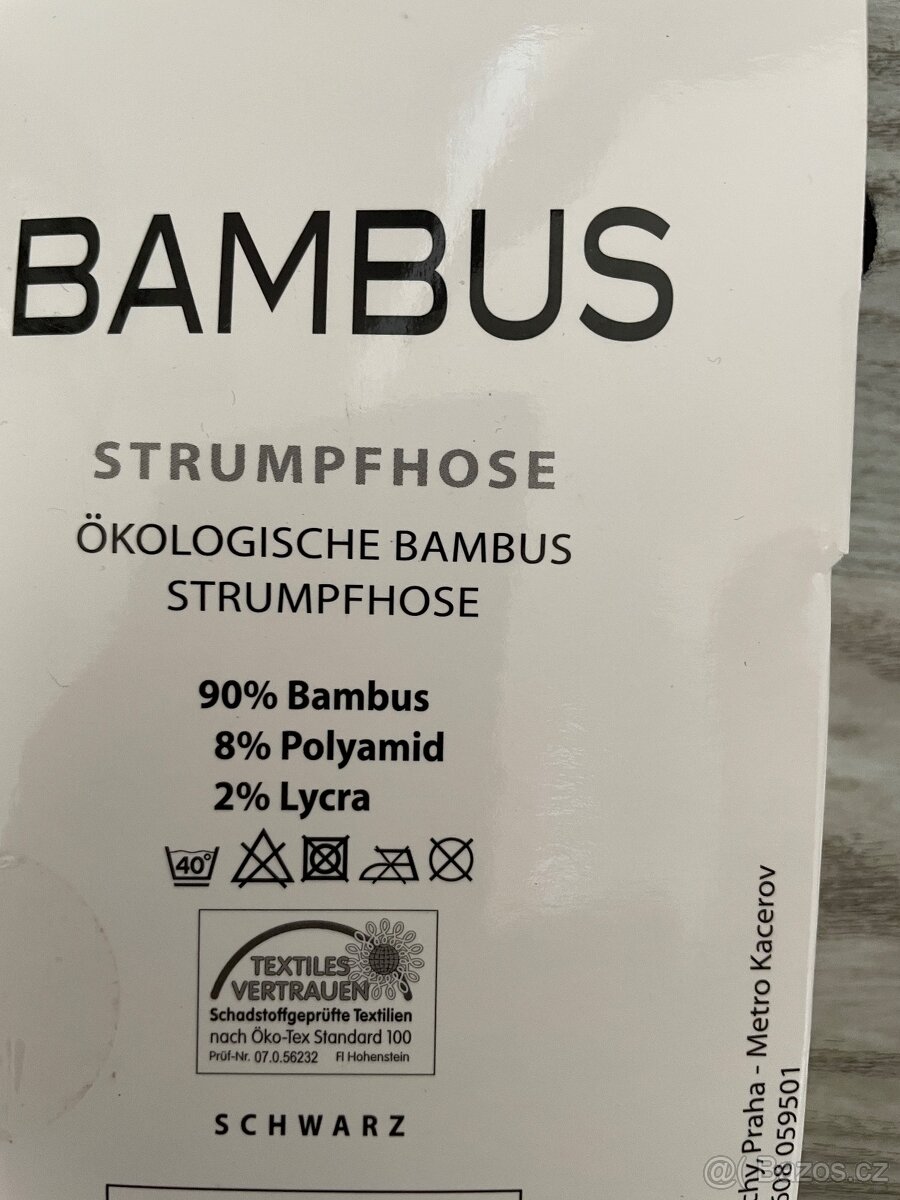 BAMBUS
STRUMPFHOSE
ÖKOLOGISCHE BAMBUS
STRUMPFHOSE
90% Bambus
8% Polyamid
2% Lycra
40°
TEXTILES
VERTRAUEN
Schadstoffgeprüfte Textilien
nach Öko-Tex Standard 100
Prüf-Nr. 07.0.56232 FI Hohenstein
SCHWARZ
Praha - Metro Kacerov
608 059501
@ Bazos.cz